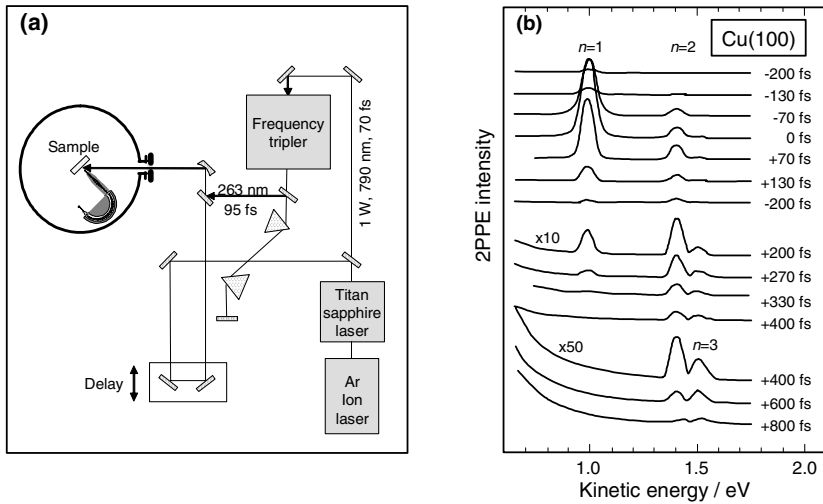 (a)
Sample
Frequency
tripler
263 nm
95 fs
1 W, 790 nm, 70 fs
Titan
sapphire
laser
Delay
Ar
Ion
laser
(b)
n=1
n=2
Cu(100)
-200 fs
-130 fs
-70 fs
0 fs
+70 fs
+130 fs
-200 fs
x10
+200 fs
+270 fs
+330 fs
+400 fs
x50
n=3
+400 fs
+600 fs
+800 fs
2PPE intensity
1.0
1.5
2.0
Kinetic energy / eV